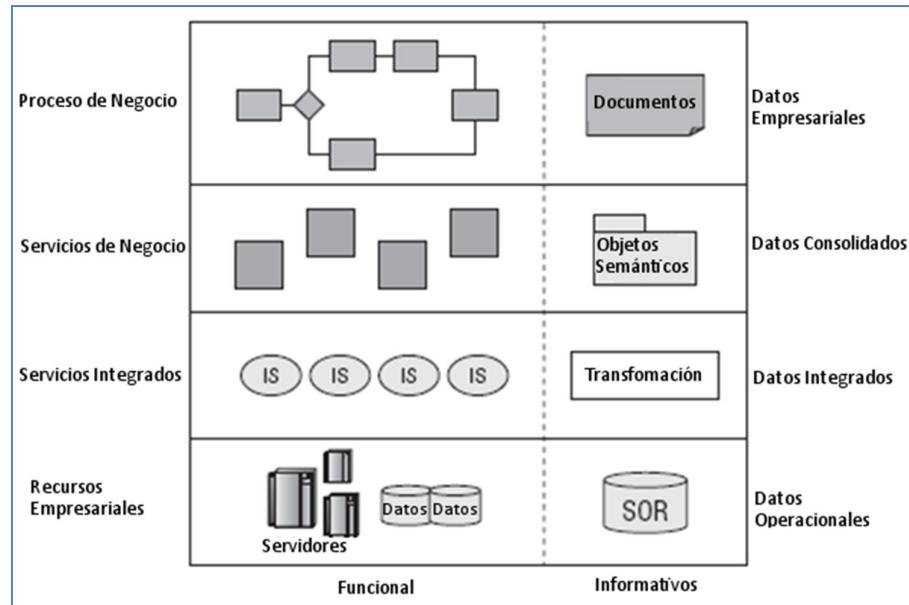 Proceso de Negocio
Documentos
Datos
Empresariales
Servicios de Negocio
Objetos
Semánticos
Datos Consolidados
Servicios Integrados
IS
IS
IS
IS
Transfomación
Datos Integrados
Recursos
Empresariales
Servidores
Datos
Datos
SOR
Datos
Operacionales
Funcional
Informativos